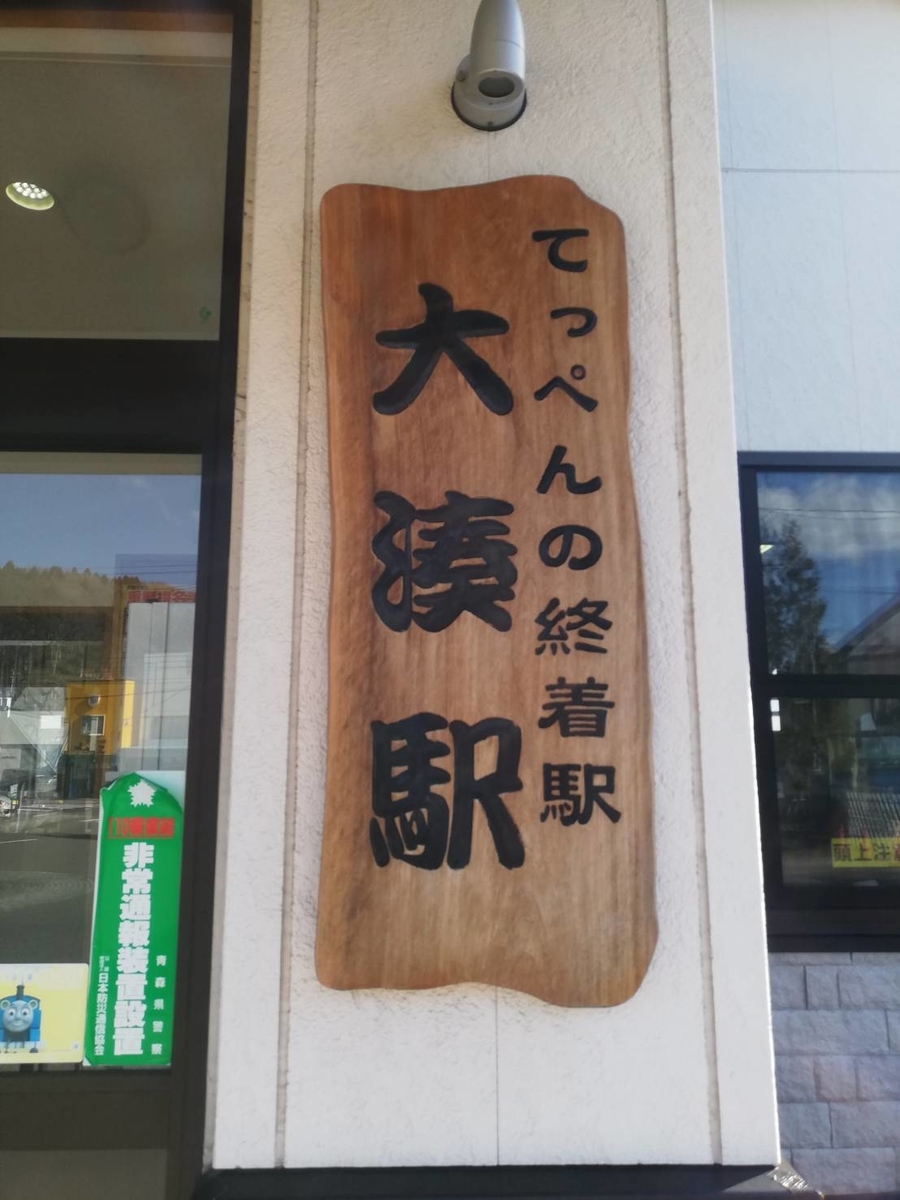 てっぺんの終着駅
大湊駅
非常通報装置設置
青森県警察
日本防災通信協会
頭上注意